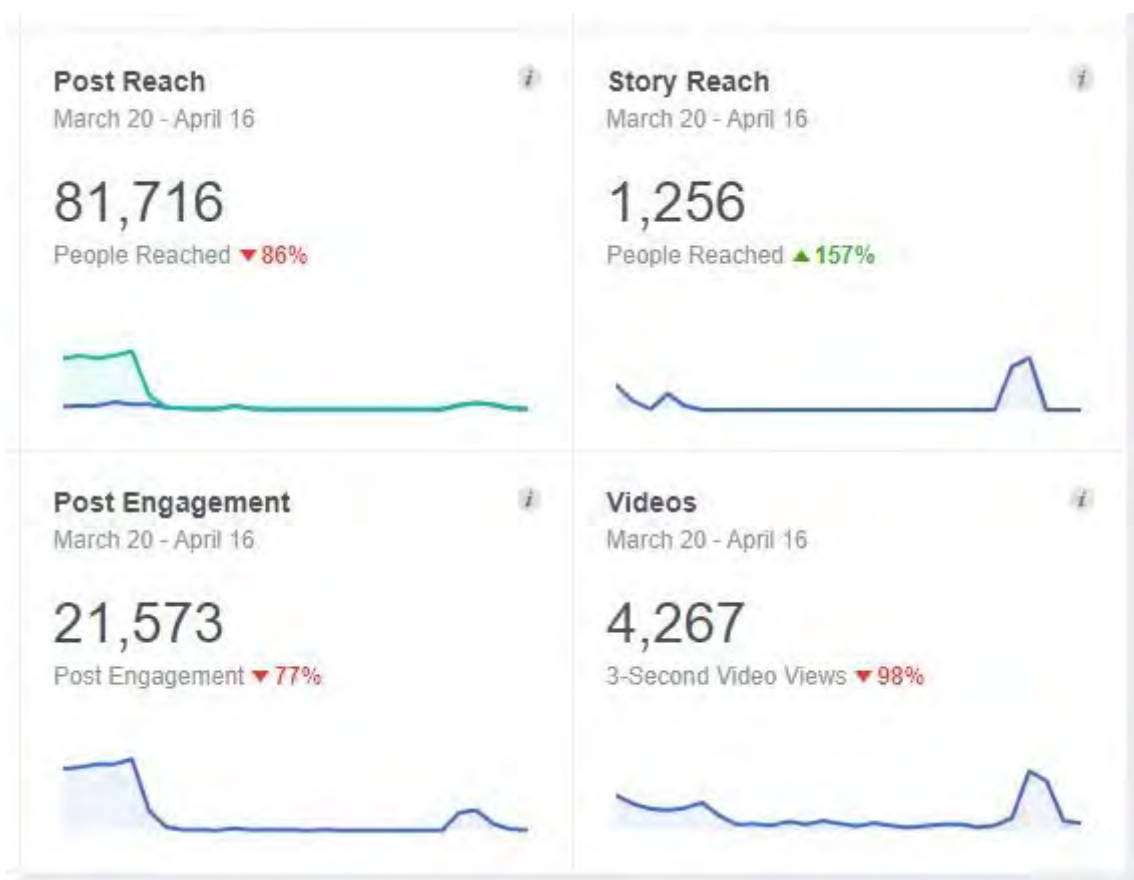 Post Reach
March 20 - April 16
81,716
People Reached ▼86%
Story Reach
March 20 - April 16
1,256
People Reached ▲157%
Post Engagement
March 20 - April 16
21,573
Post Engagement ▼77%
Videos
March 20 - April 16
4,267
3-Second Video Views ▼98%